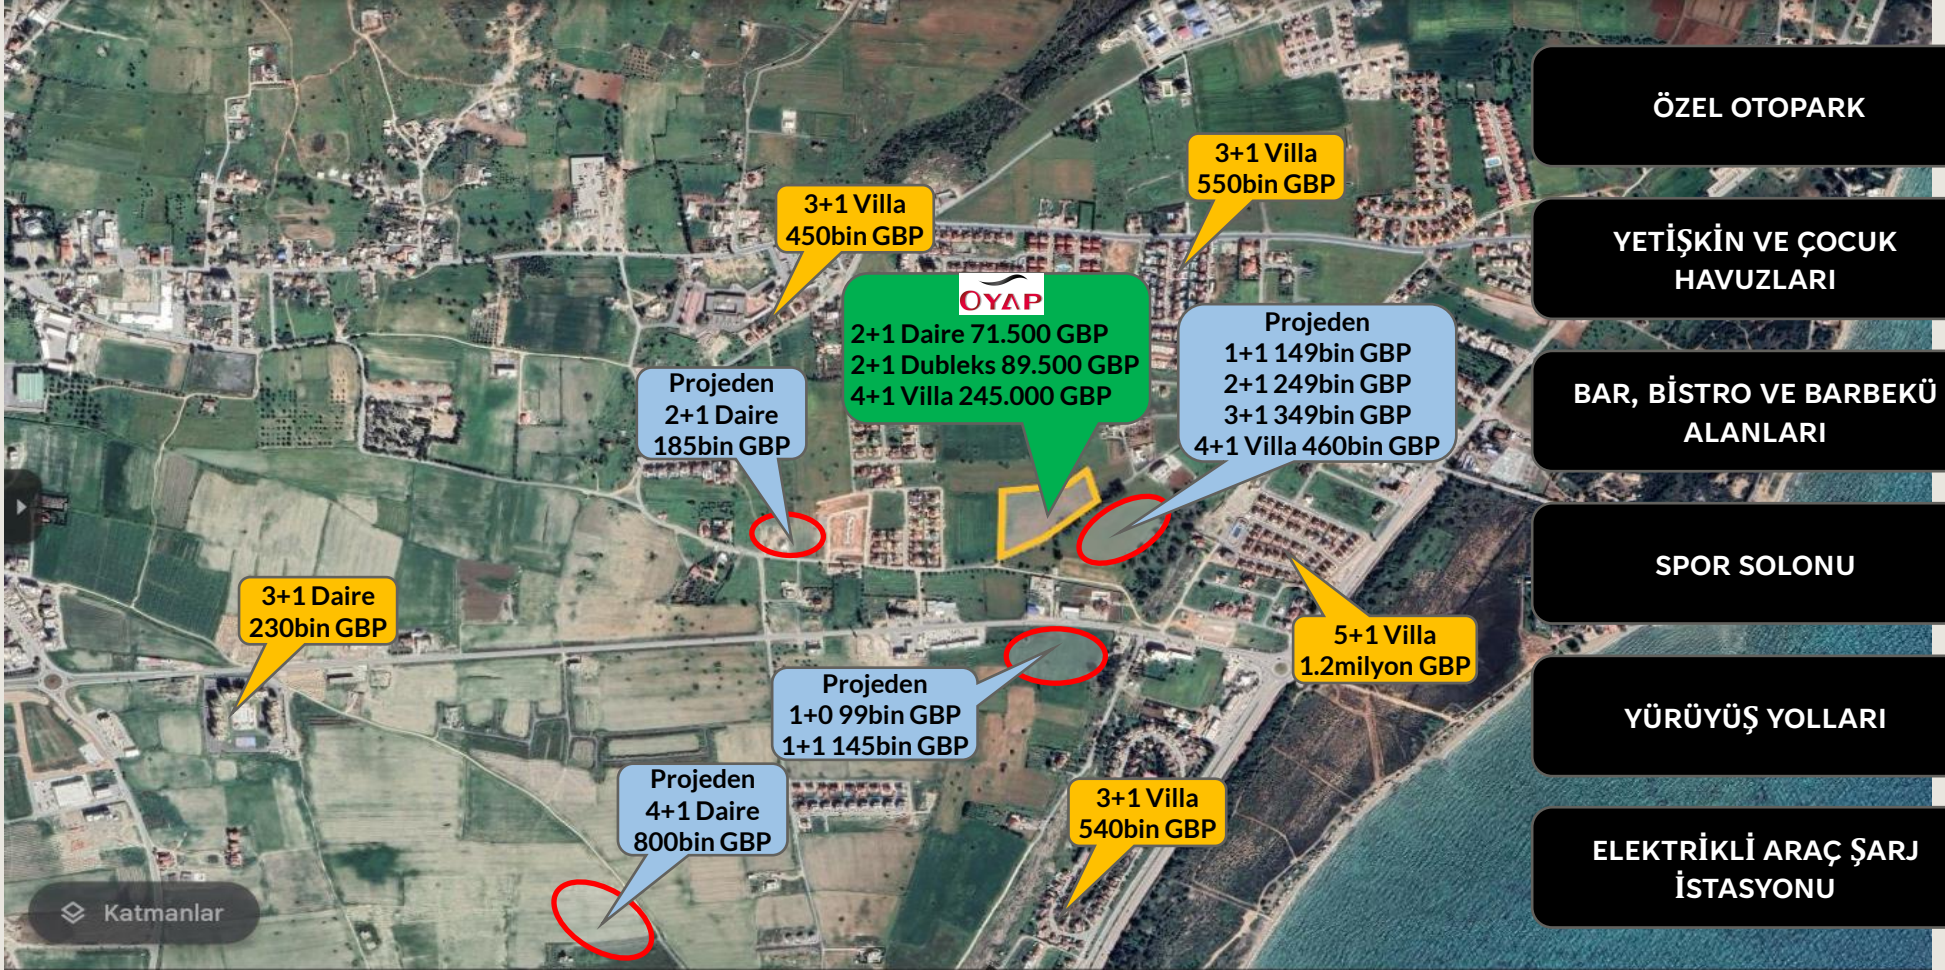 3+1 Villa
450bin GBP
3+1 Villa
550bin GBP
OYAP
2+1 Daire 71.500 GBP
2+1 Dubleks 89.500 GBP
4+1 Villa 245.000 GBP
Projeden
1+1 149bin GBP
2+1 249bin GBP
3+1 349bin GBP
4+1 Villa 460bin GBP
Projeden
2+1 Daire
185bin GBP
3+1 Daire
230bin GBP
5+1 Villa
1.2milyon GBP
Projeden
1+0 99bin GBP
1+1 145bin GBP
Projeden
4+1 Daire
800bin GBP
3+1 Villa
540bin GBP
Katmanlar
ÖZEL OTOPARK
YETİŞKİN VE ÇOCUK
HAVUZLARI
BAR, BİSTRO VE BARBEKÜ
ALANLARI
SPOR SOLONU
YÜRÜYÜŞ YOLLARI
ELEKTRİKLİ ARAÇ ŞARJ
İSTASYONU